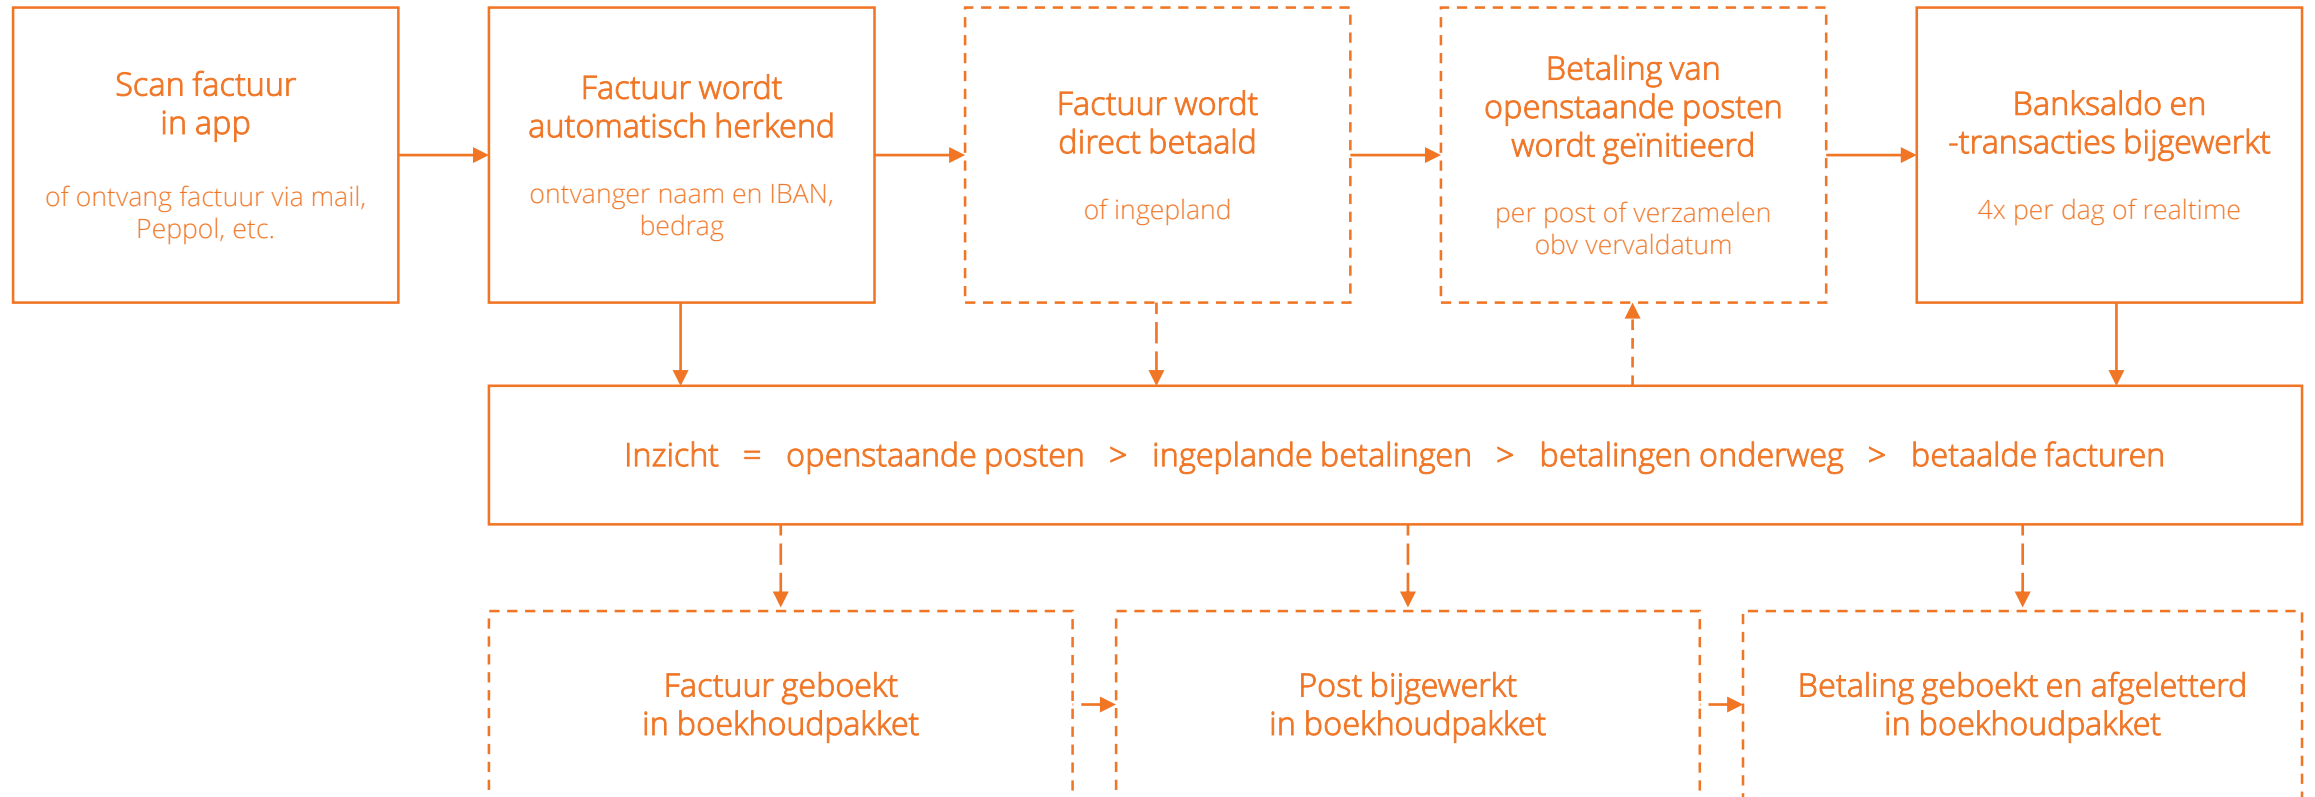 Scan factuur
in app
of ontvang factuur via mail,
Peppol, etc.
Factuur wordt
automatisch herkend
ontvanger naam en IBAN,
bedrag
Factuur wordt
direct betaald
of ingepland
Betaling van
openstaande posten
wordt geïnitieerd
per post of verzamelen
obv vervaldatum
Banksaldo en
-transacties bijgewerkt
4x per dag of realtime
Inzicht = openstaande posten > ingeplande betalingen > betalingen onderweg > betaalde facturen
Factuur geboekt
in boekhoudpakket
Post bijgewerkt
in boekhoudpakket
Betaling geboekt en afgeletterd
in boekhoudpakket